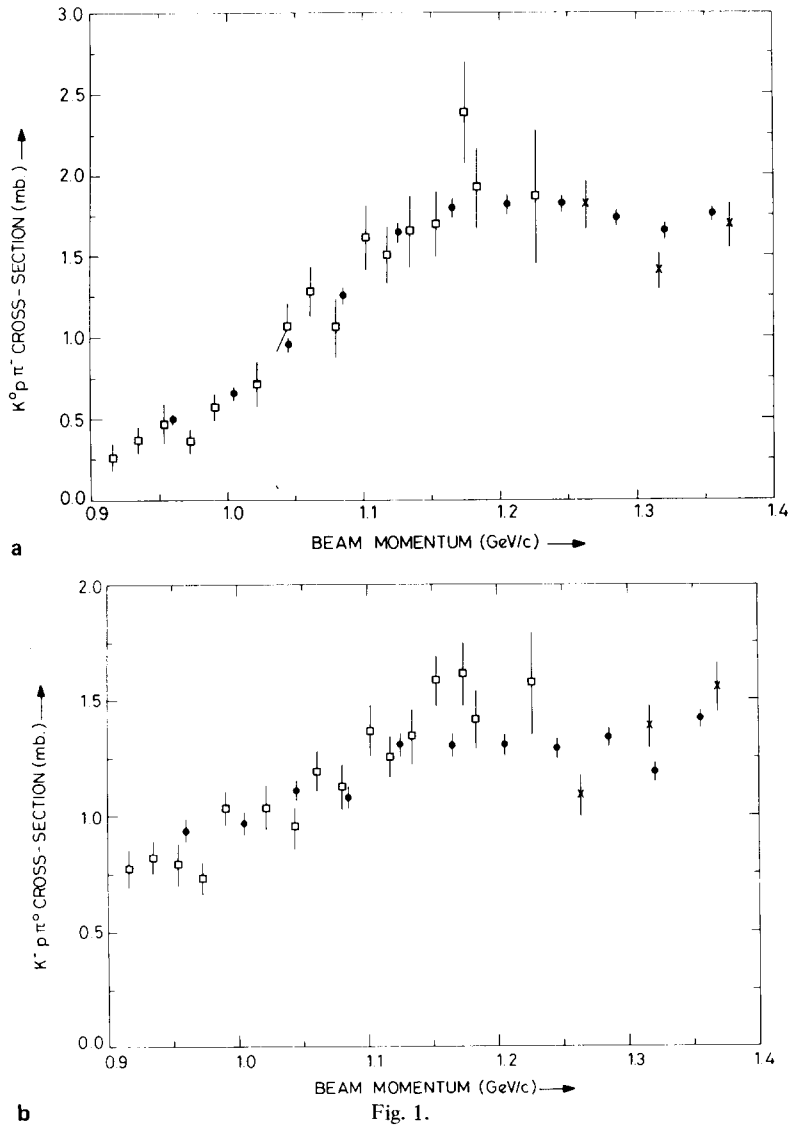 3.0
2.5
2.0
1.5
1.0
0.5
0.0
K⁰ p π⁻ CROSS-SECTION (mb.)
0.9 1.0 1.1 1.2 1.3 1.4
a BEAM MOMENTUM (GeV/c)
2.0
1.5
1.0
0.5
0.0
K⁻ p π⁰ CROSS-SECTION (mb.)
0.9 1.0 1.1 1.2 1.3 1.4
BEAM MOMENTUM (GeV/c)
b Fig. 1.